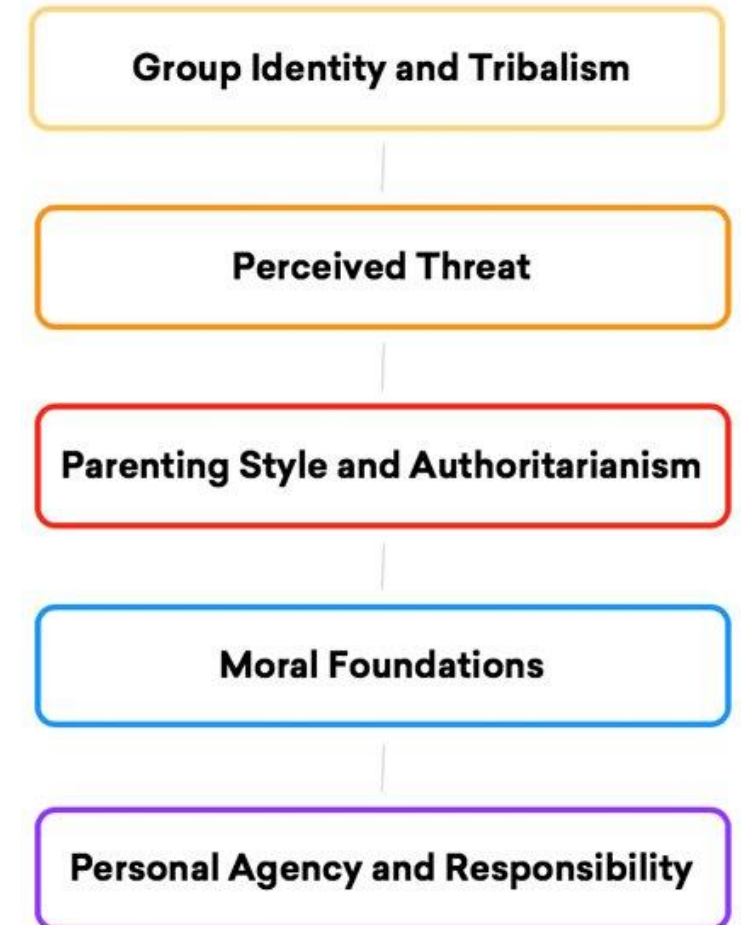 Group Identity and Tribalism
Perceived Threat
Parenting Style and Authoritarianism
Moral Foundations
Personal Agency and Responsibility